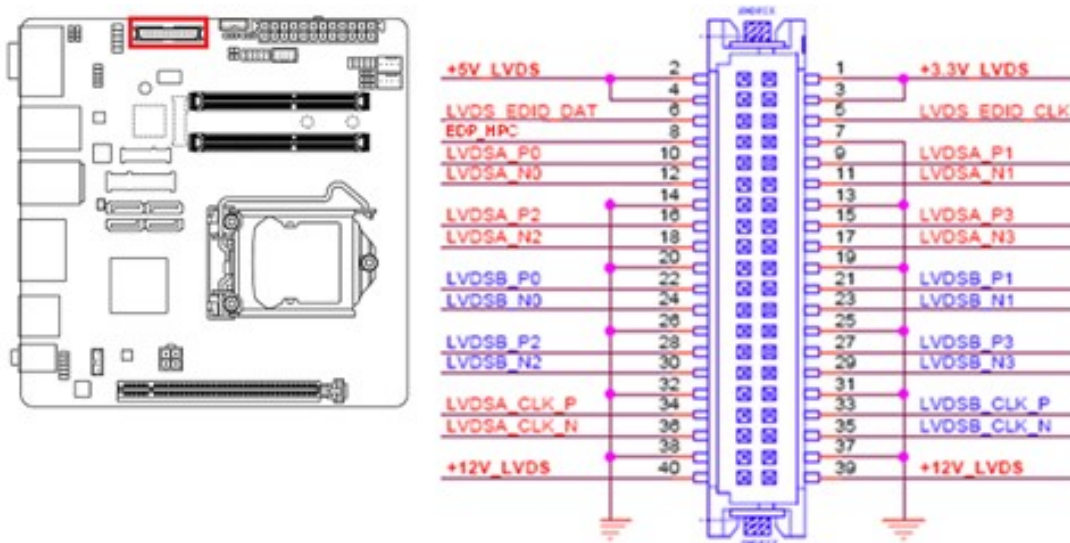 +5V_LVDS 2 1 +3.3V_LVDS
4 3
LVDS_EDID_DAT 6 5 LVDS_EDID_CLK
EDP_HPC 8 7
LVDSA_P0 10 9 LVDSA_P1
LVDSA_N0 12 11 LVDSA_N1
14 13
LVDSA_P2 16 15 LVDSA_P3
LVDSA_N2 18 17 LVDSA_N3
20 19
LVDSB_P0 22 21 LVDSB_P1
LVDSB_N0 24 23 LVDSB_N1
26 25
LVDSB_P2 28 27 LVDSB_P3
LVDSB_N2 30 29 LVDSB_N3
32 31
LVDSA_CLK_P 34 33 LVDSB_CLK_P
LVDSA_CLK_N 36 35 LVDSB_CLK_N
38 37
+12V_LVDS 40 39 +12V_LVDS